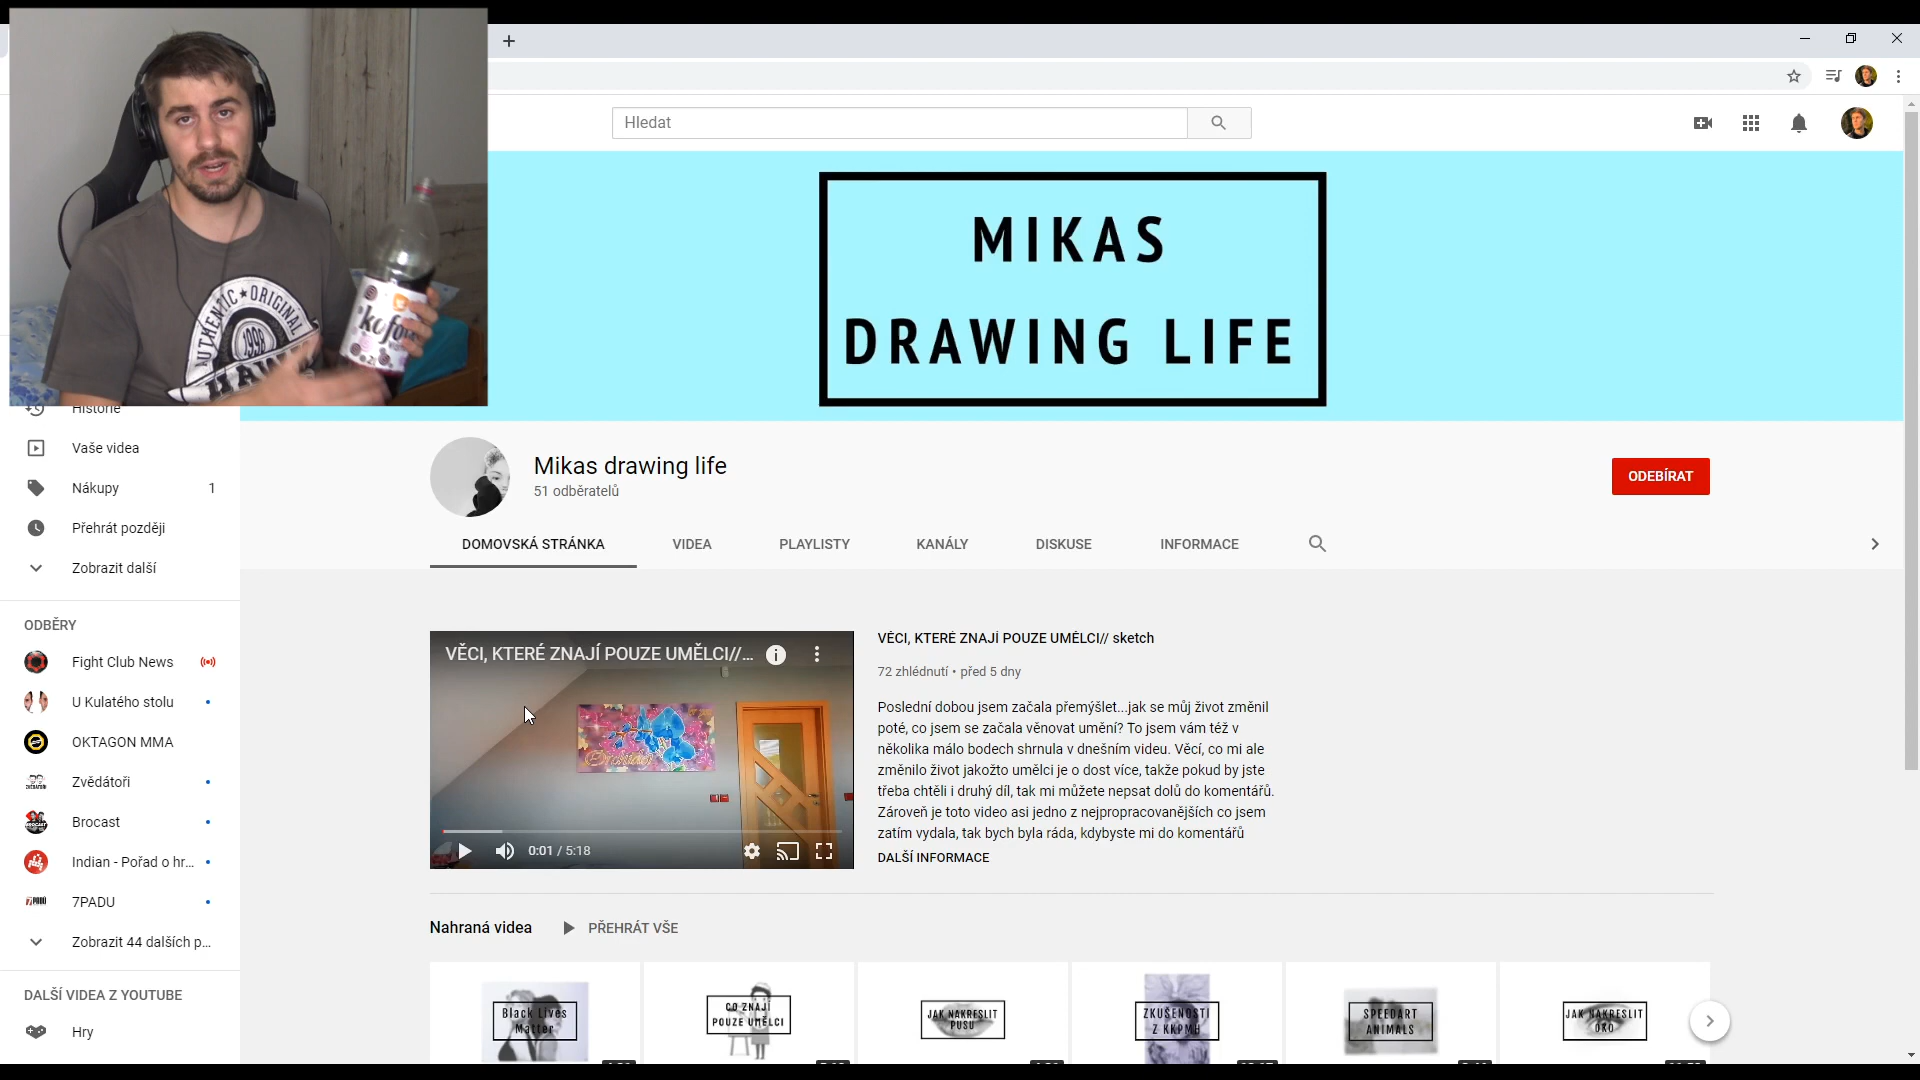 Hledat
MIKAS
DRAWING LIFE
AUTHENTIC ★ ORIGINAL
1998
kofo
Historie
Vaše videa
Nákupy 1
Přehrát později
Zobrazit další
ODBĚRY
Fight Club News
U Kulatého stolu
OKTAGON MMA
Zvědátoři
Brocast
Indian - Pořad o hr...
7PADU
Zobrazit 44 dalších p...
DALŠÍ VIDEA Z YOUTUBE
Hry
Mikas drawing life
51 odběratelů
ODEBÍRAT
DOMOVSKÁ STRÁNKA VIDEA PLAYLISTY KANÁLY DISKUSE INFORMACE
VĚCI, KTERÉ ZNAJÍ POUZE UMĚLCI//...
Orchidej
0:01 / 5:18
VĚCI, KTERÉ ZNAJÍ POUZE UMĚLCI// sketch
72 zhlédnutí • před 5 dny
Poslední dobou jsem začala přemýšlet...jak se můj život změnil
poté, co jsem se začala věnovat umění? To jsem vám též v
několika málo bodech shrnula v dnešním videu. Věcí, co mi ale
změnilo život jakožto umělci je o dost více, takže pokud by jste
třeba chtěli i druhý díl, tak mi můžete nepsat dolů do komentářů.
Zároveň je toto video asi jedno z nejpropracovanějších co jsem
zatím vydala, tak bych byla ráda, kdybyste mi do komentářů
DALŠÍ INFORMACE
Nahraná videa PŘEHRÁT VŠE
Black Lives
Matter
CO ZNAJÍ
POUZE UMĚLCI
JAK NAKRESLIT
PUSU
ZKUŠENOSTI
Z KKPMH
SPEEDART
ANIMALS
JAK NAKRESLIT
OKO